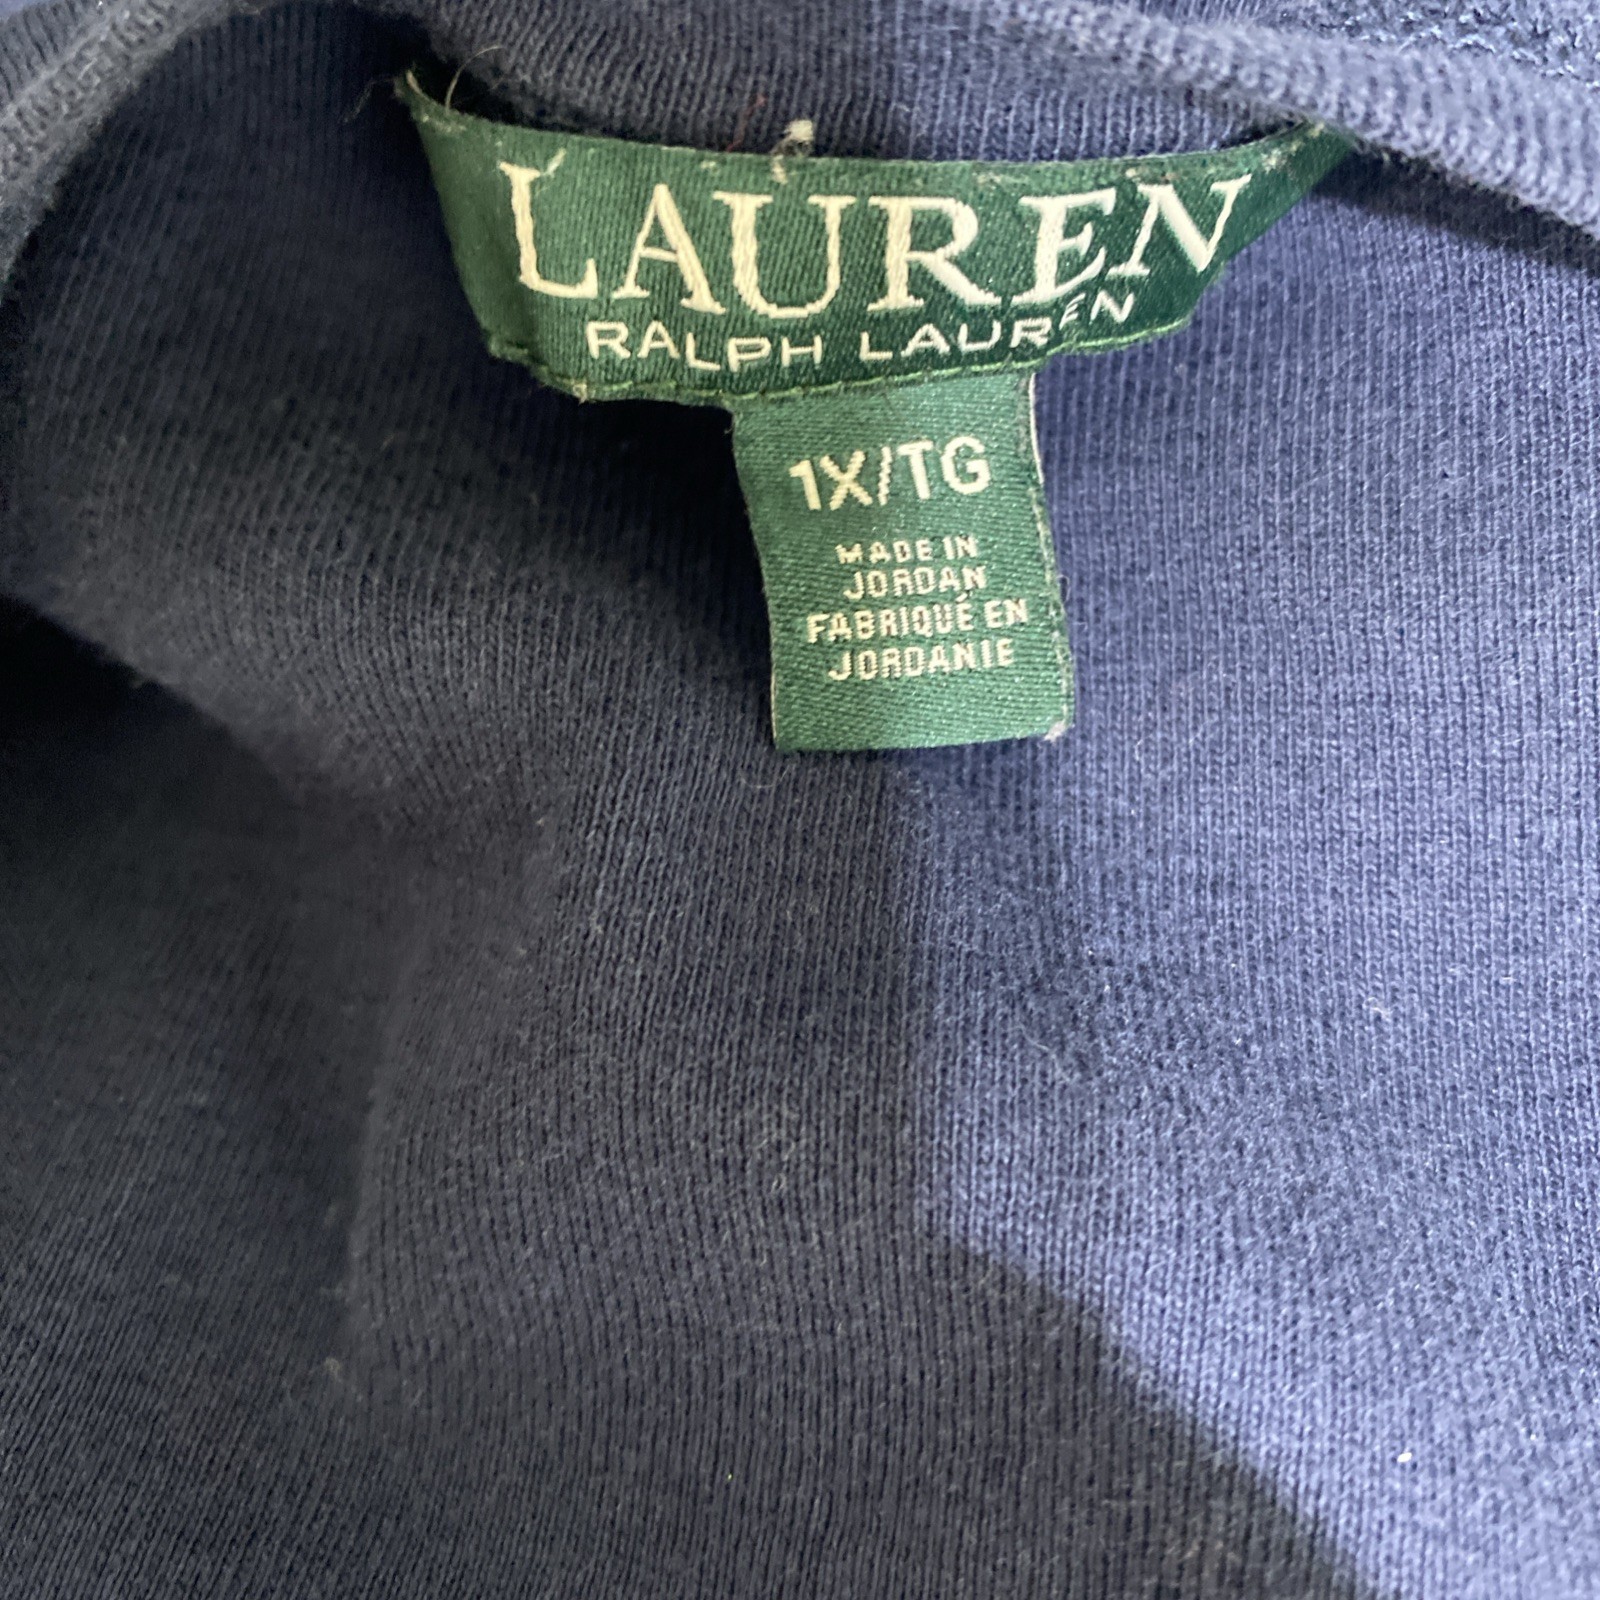 LAUREN
RALPH LAUREN
1X/TG
MADE IN
JORDAN
FABRIQUÉ EN
JORDANIE